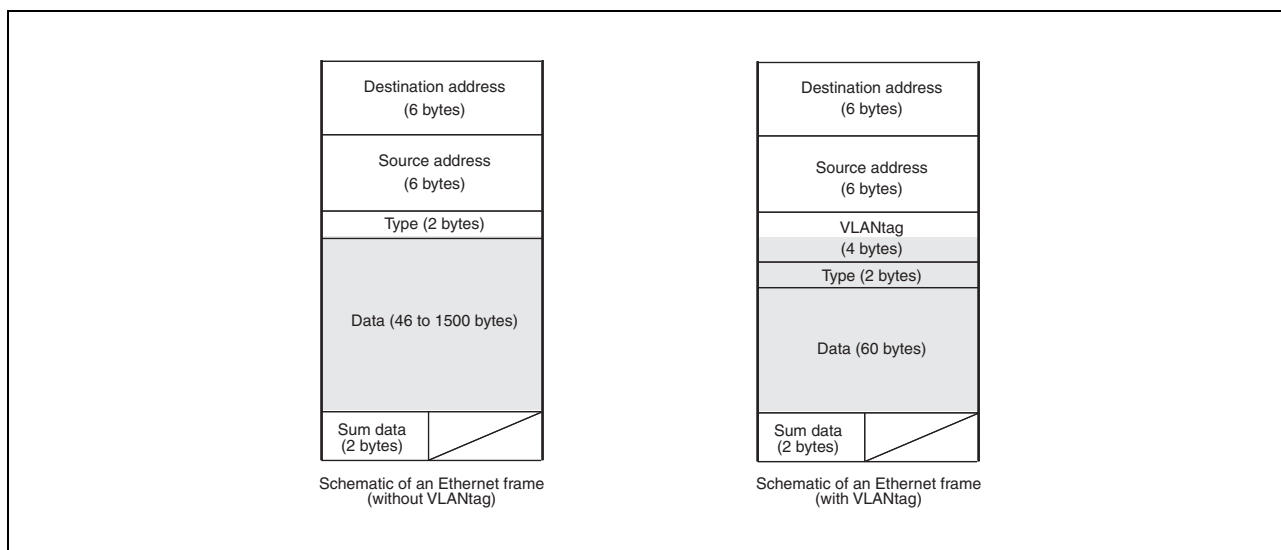 Destination address
(6 bytes)
Source address
(6 bytes)
Type (2 bytes)
Data (46 to 1500 bytes)
Sum data
(2 bytes)
Schematic of an Ethernet frame
(without VLANtag)
Destination address
(6 bytes)
Source address
(6 bytes)
VLANtag
(4 bytes)
Type (2 bytes)
Data (60 bytes)
Sum data
(2 bytes)
Schematic of an Ethernet frame
(with VLANtag)